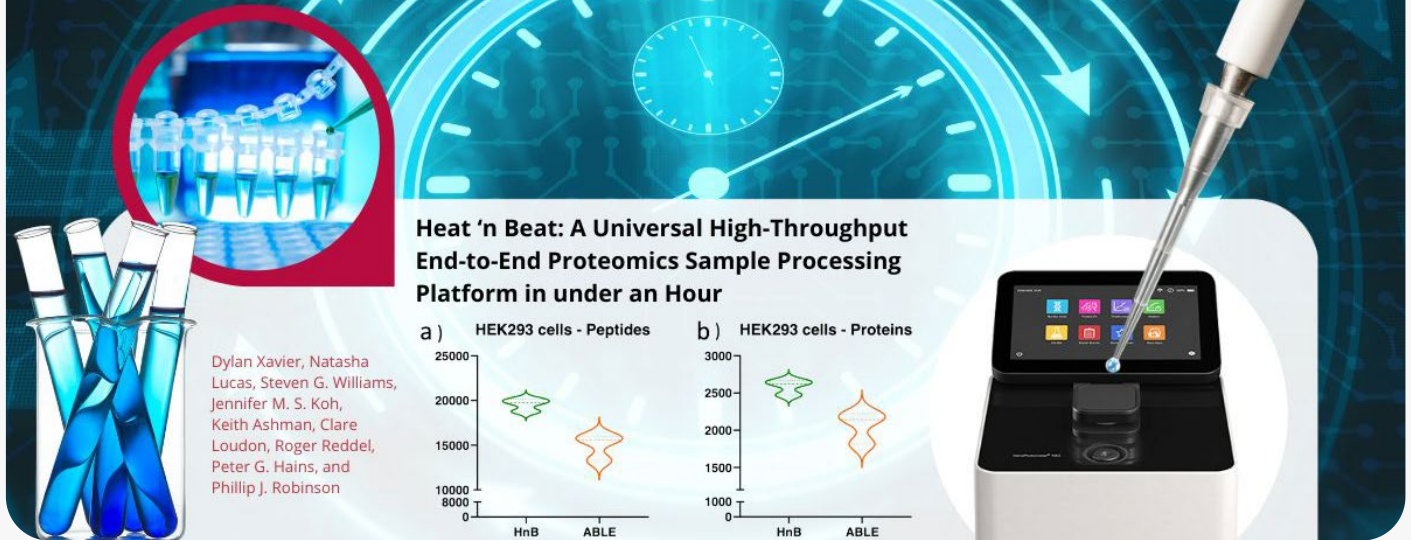 Heat ‘n Beat: A Universal High-Throughput
End-to-End Proteomics Sample Processing
Platform in under an Hour
Dylan Xavier, Natasha
Lucas, Steven G. Williams,
Jennifer M. S. Koh,
Keith Ashman, Clare
Loudon, Roger Reddel,
Peter G. Hains, and
Phillip J. Robinson
a)
HEK293 cells - Peptides
25000
20000
15000
10000
8000
0
HnB ABLE
b)
HEK293 cells - Proteins
3000
2500
2000
1500
1000
0
HnB ABLE